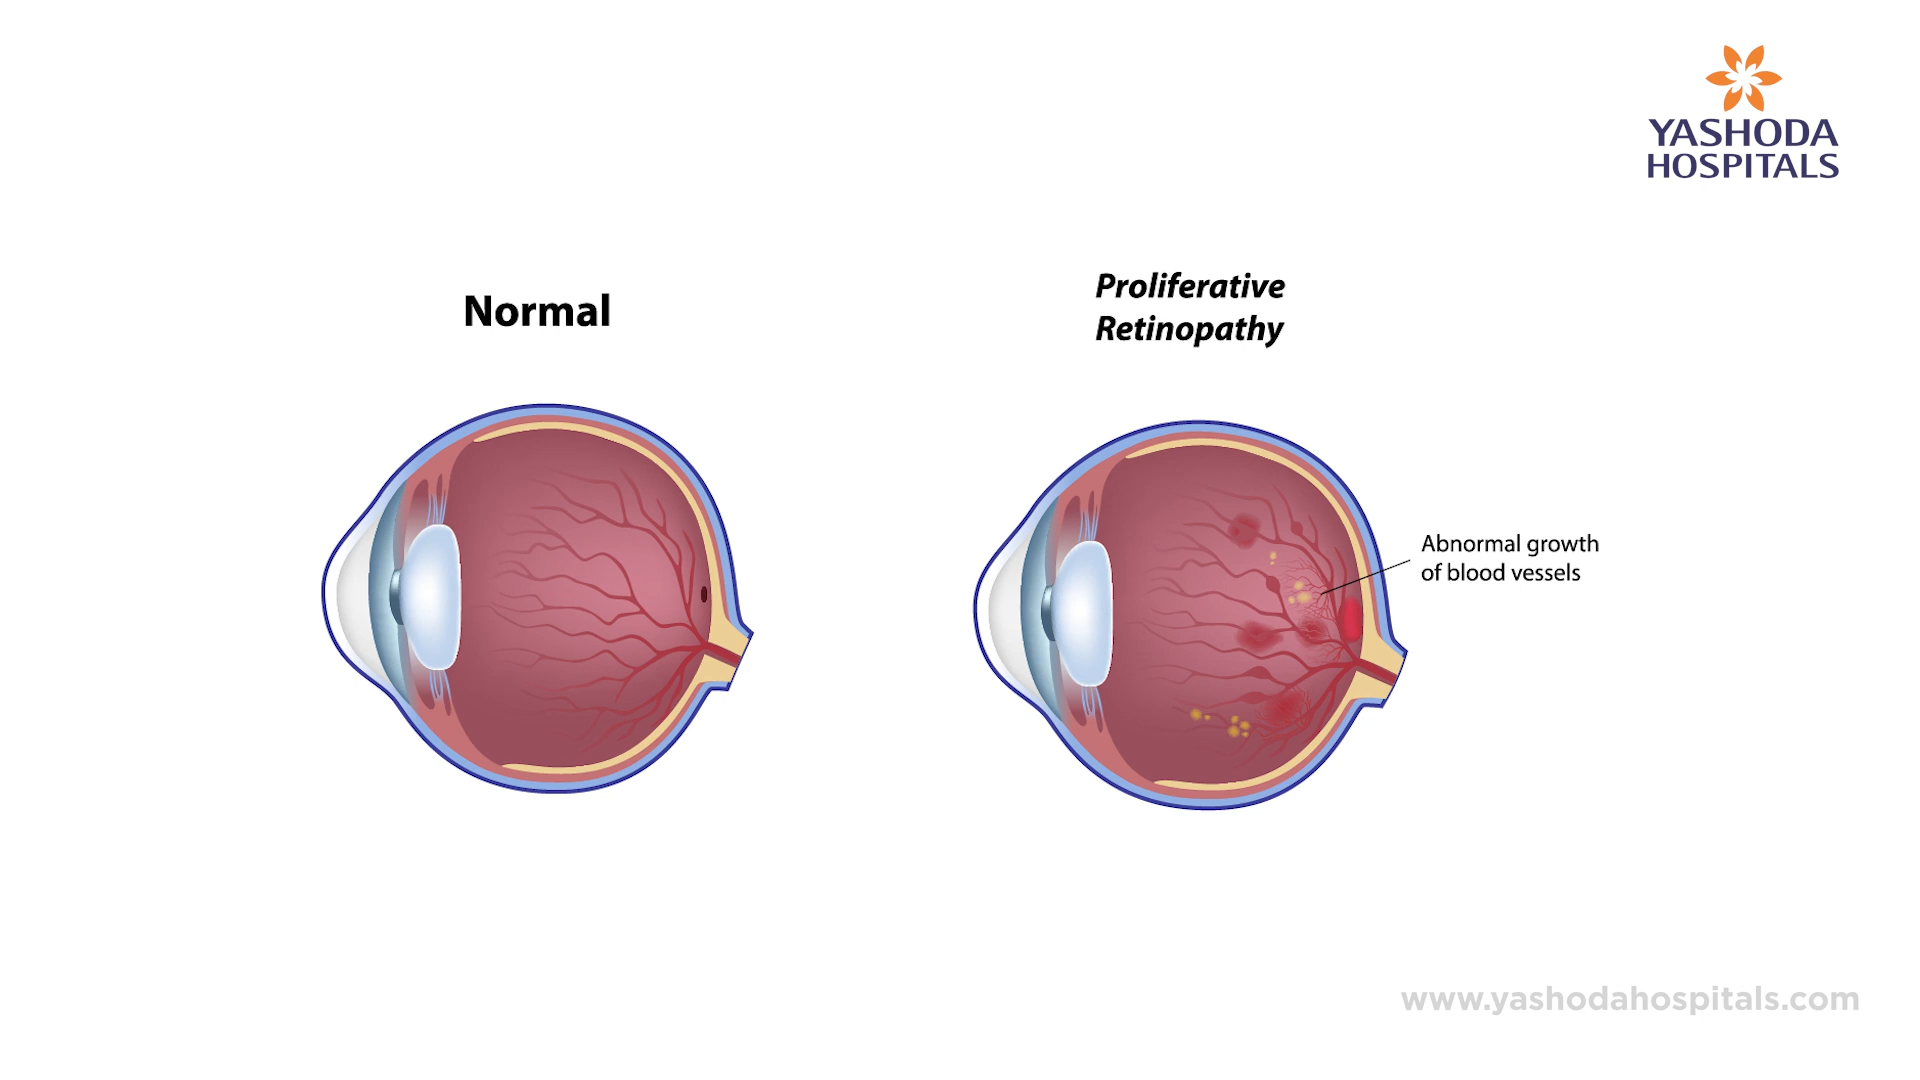 YASHODA
HOSPITALS
Normal
Proliferative
Retinopathy
Abnormal growth
of blood vessels
www.yashodahospitals.com